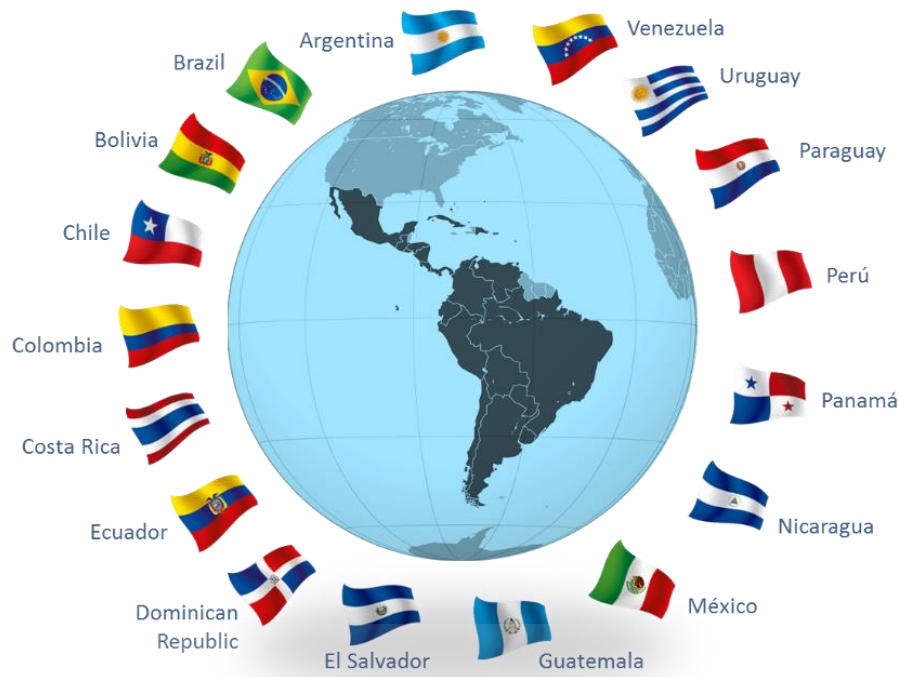 Argentina
Venezuela
Brazil
Uruguay
Bolivia
Paraguay
Chile
Perú
Colombia
Panamá
Costa Rica
Ecuador
Nicaragua
Dominican
Republic
México
El Salvador
Guatemala